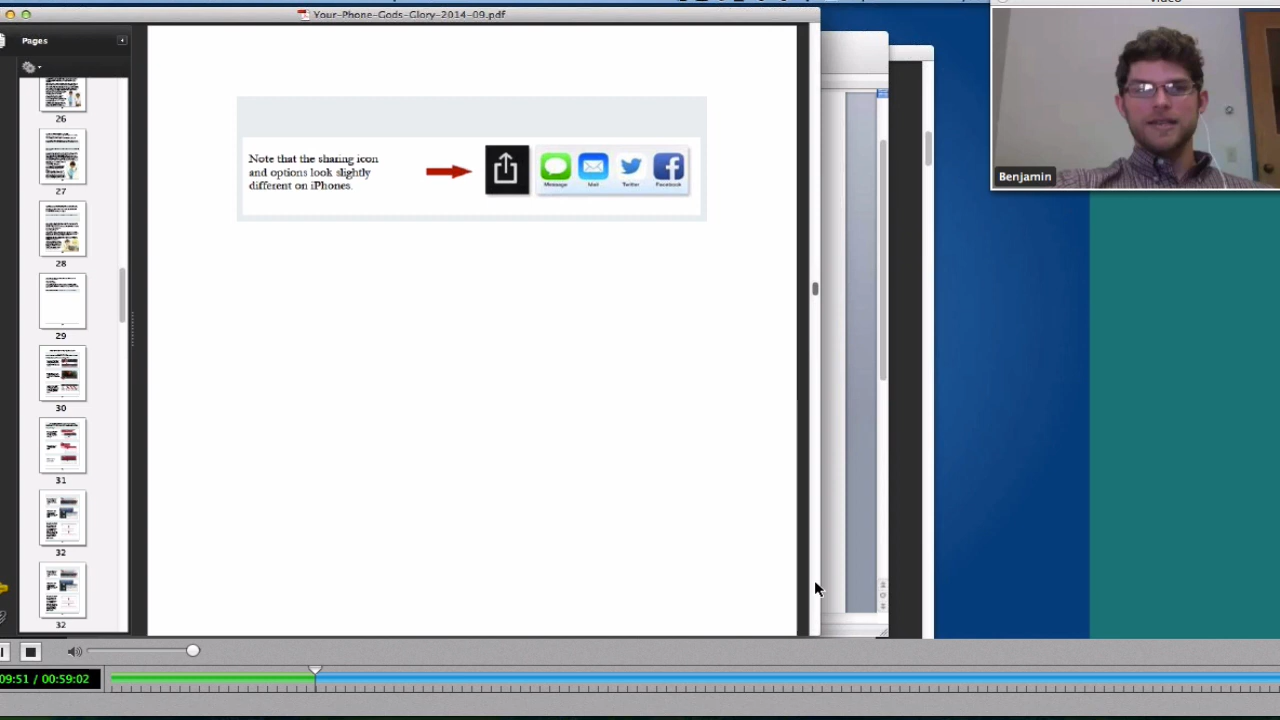 Your-Phone-Gods-Glory-2014-09.pdf
Pages
26
27
28
29
30
31
32
32
Note that the sharing icon
and options look slightly
different on iPhones.
Message
Mail
Twitter
Facebook
Benjamin
09:51 / 00:59:02